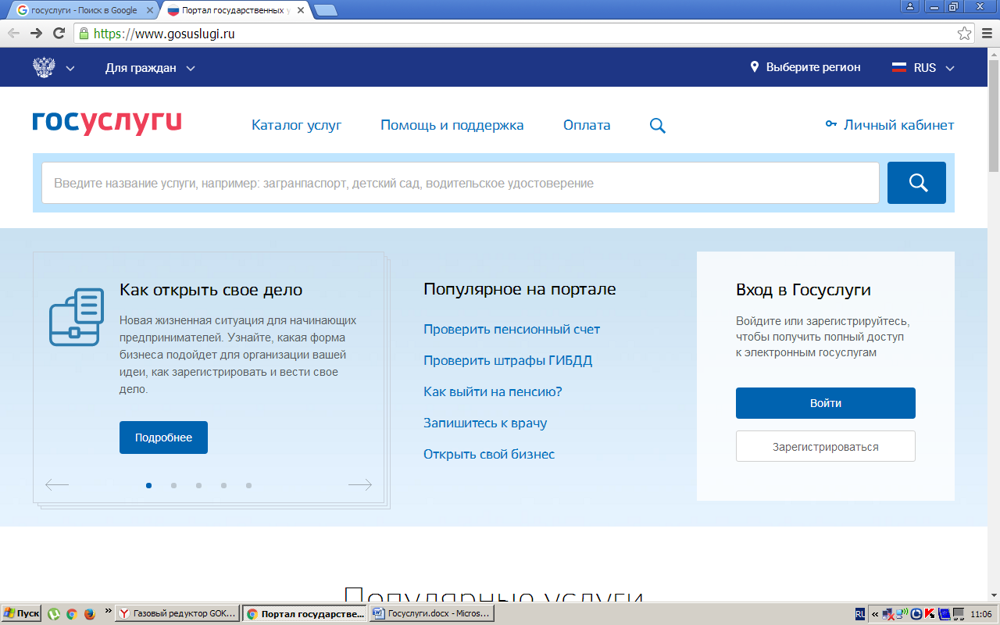 госуслуги - Поиск в Google
Портал государственных у
https://www.gosuslugi.ru
Для граждан
Выберите регион
RUS
госуслуги
Каталог услуг
Помощь и поддержка
Оплата
Личный кабинет
Введите название услуги, например: загранпаспорт, детский сад, водительское удостоверение
Как открыть свое дело
Новая жизненная ситуация для начинающих
предпринимателей. Узнайте, какая форма
бизнеса подойдет для организации вашей
идеи, как зарегистрировать и вести свое
дело.
Подробнее
Популярное на портале
Проверить пенсионный счет
Проверить штрафы ГИБДД
Как выйти на пенсию?
Запишитесь к врачу
Открыть свой бизнес
Вход в Госуслуги
Войдите или зарегистрируйтесь,
чтобы получить полный доступ
к электронным госуслугам
Войти
Зарегистрироваться
Популярные услуги
Пуск
Газовый редуктор GOK...
Портал государстве...
Госуслуги.docx - Micros...
RU
11:06